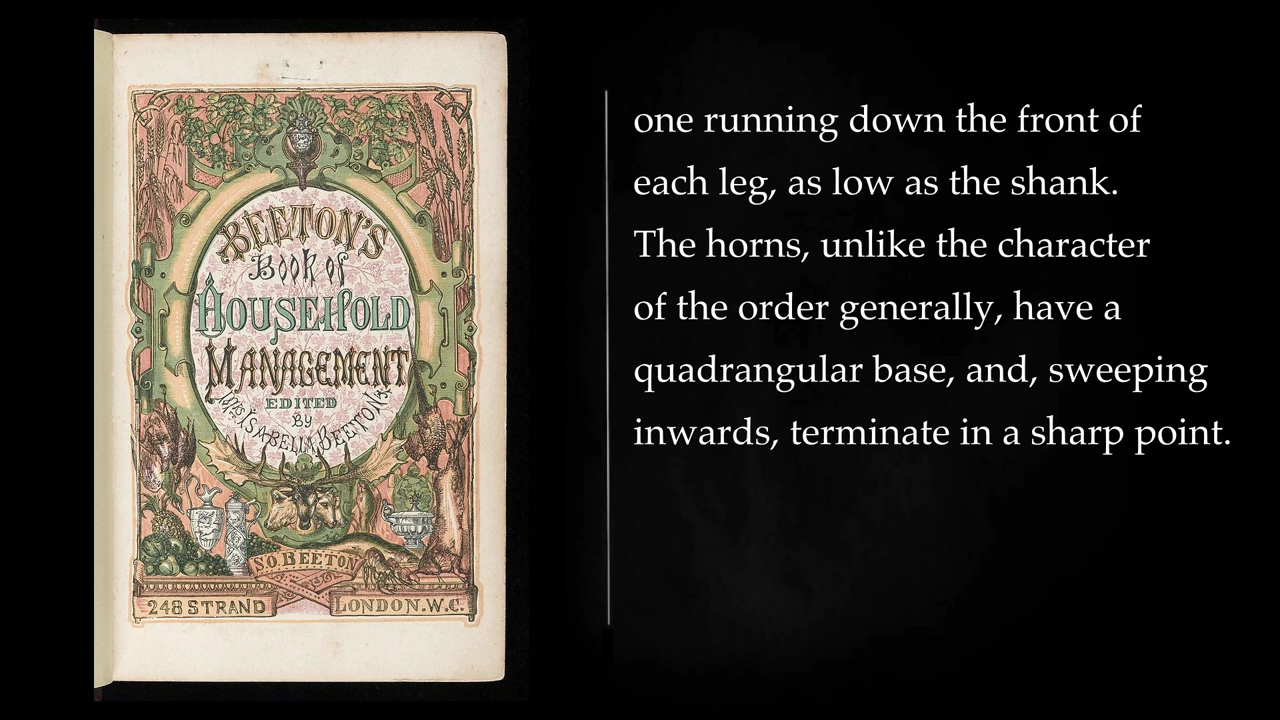 BEETON'S
Book of
HOUSEHOLD
MANAGEMENT
EDITED
BY
MRS ISABELLA BEETON
S.O. BEETON
248 STRAND
LONDON. W.C.
one running down the front of
each leg, as low as the shank.
The horns, unlike the character
of the order generally, have a
quadrangular base, and, sweeping
inwards, terminate in a sharp point.